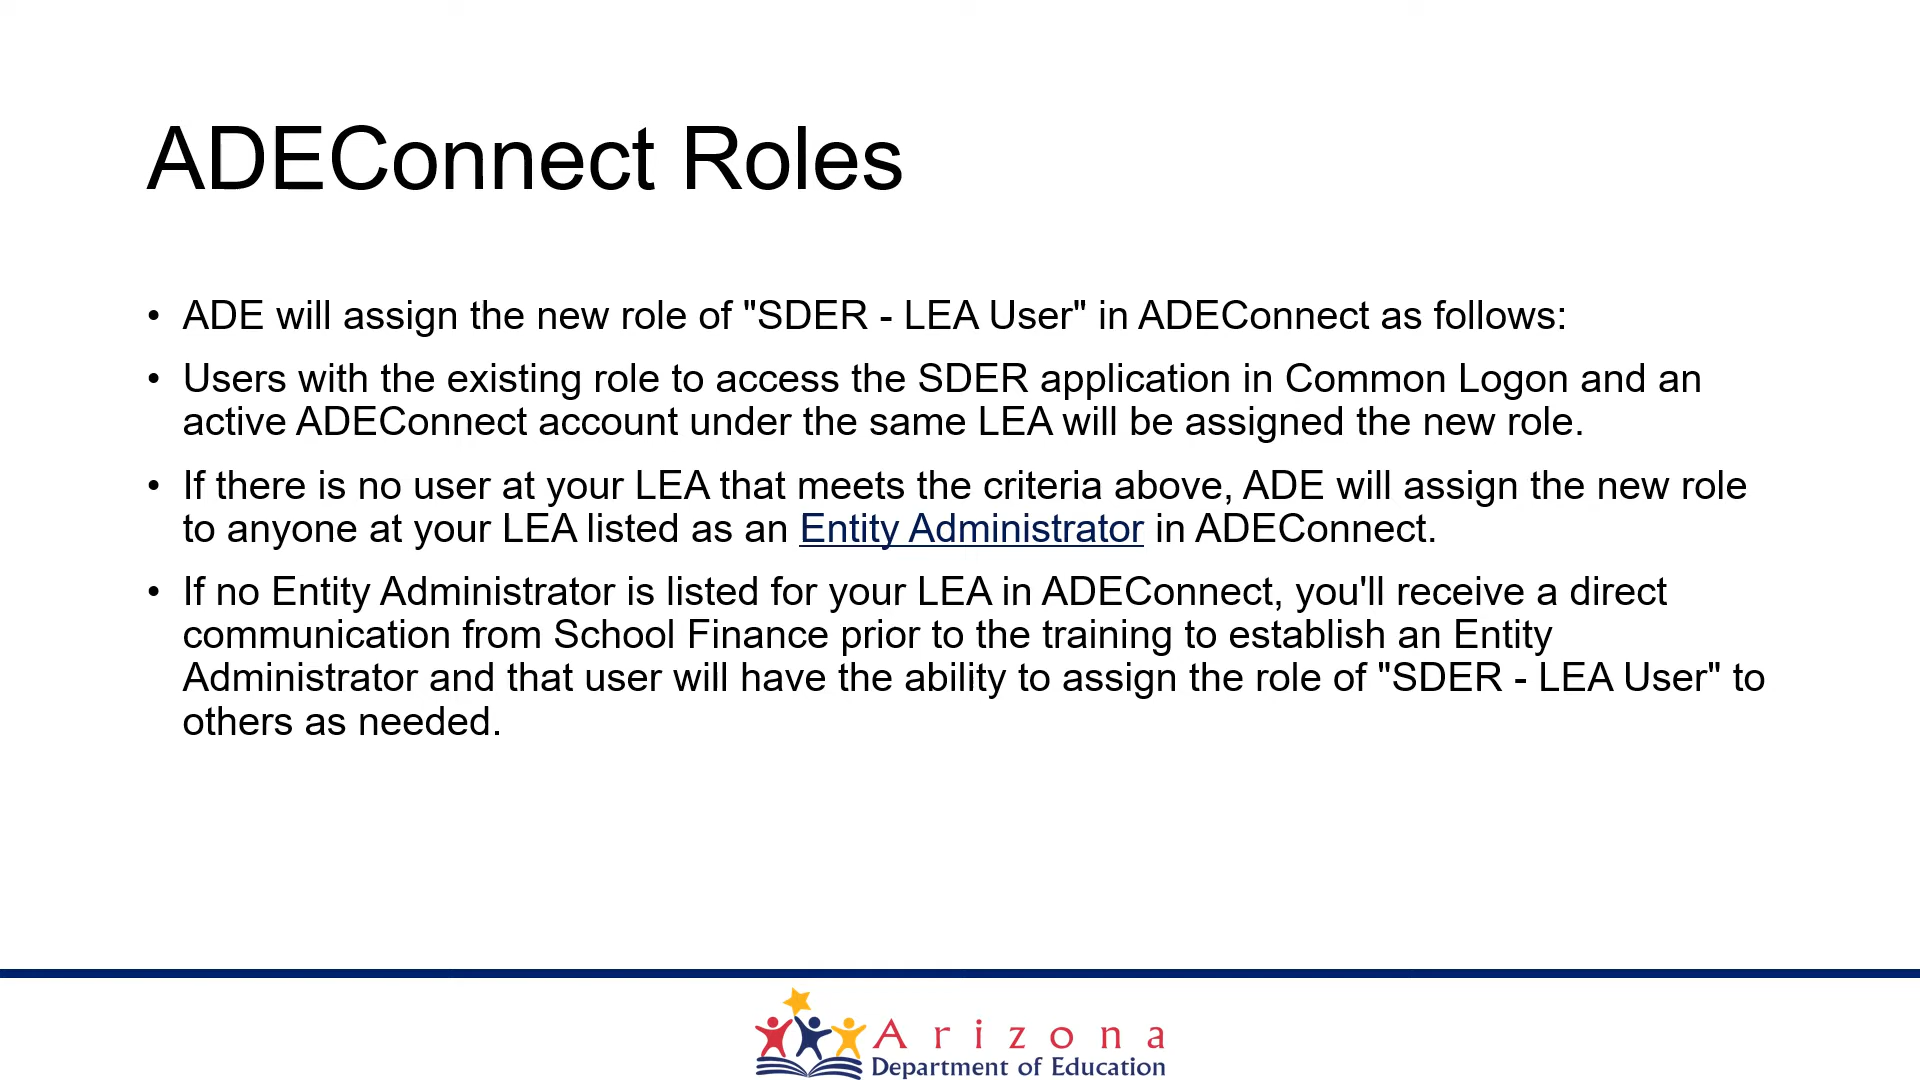 ADEConnect Roles
• ADE will assign the new role of "SDER - LEA User" in ADEConnect as follows:
• Users with the existing role to access the SDER application in Common Logon and an
active ADEConnect account under the same LEA will be assigned the new role.
• If there is no user at your LEA that meets the criteria above, ADE will assign the new role
to anyone at your LEA listed as an Entity Administrator in ADEConnect.
• If no Entity Administrator is listed for your LEA in ADEConnect, you'll receive a direct
communication from School Finance prior to the training to establish an Entity
Administrator and that user will have the ability to assign the role of "SDER - LEA User" to
others as needed.
Arizona
Department of Education